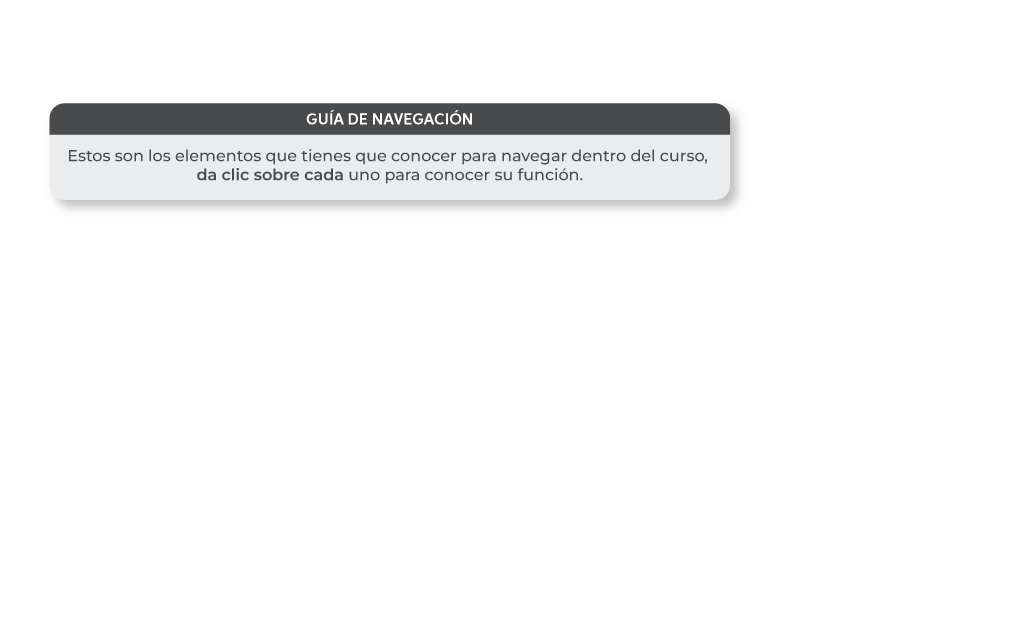 GUÍA DE NAVEGACIÓN
Estos son los elementos que tienes que conocer para navegar dentro del curso,
da clic sobre cada uno para conocer su función.